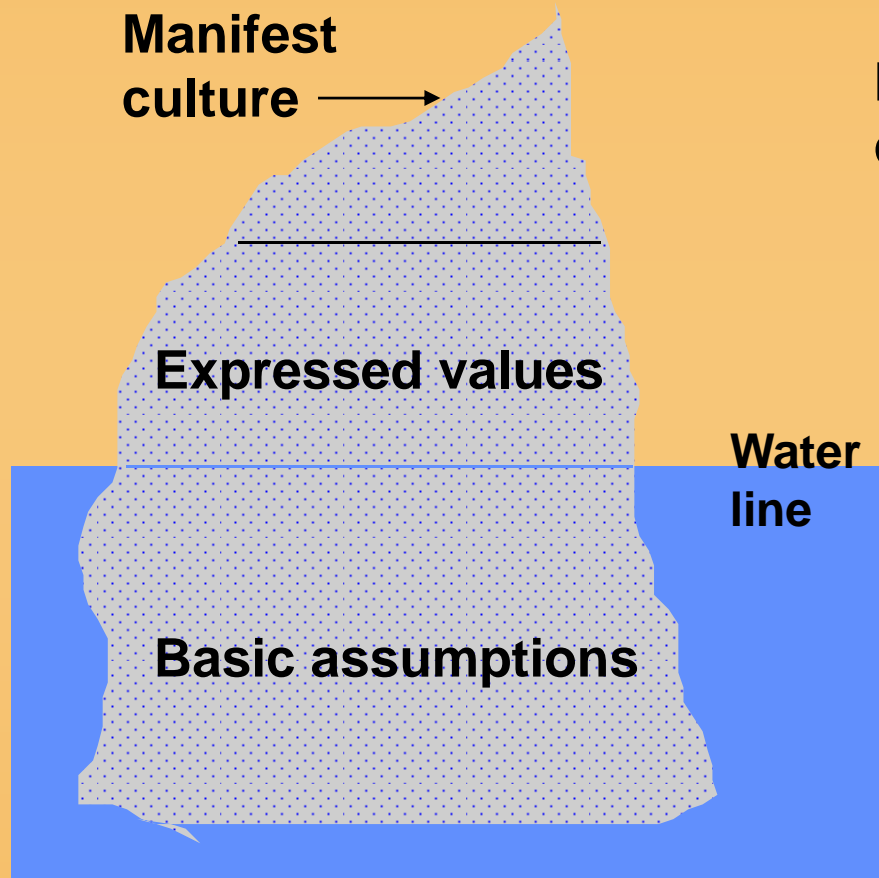 Manifest
culture
Expressed values
Water
line
Basic assumptions